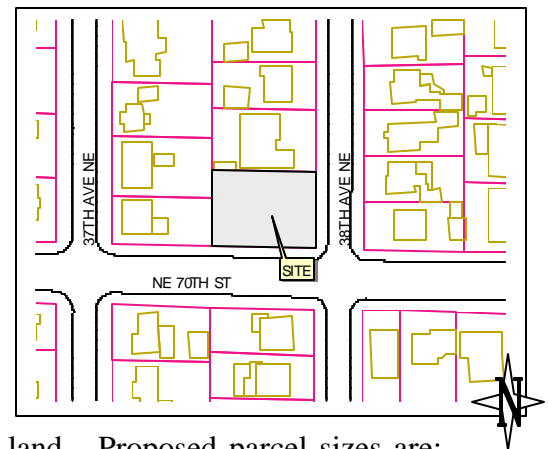 37TH AVE NE
38TH AVE NE
SITE
NE 70TH ST
N
land. Proposed parcel sizes are: